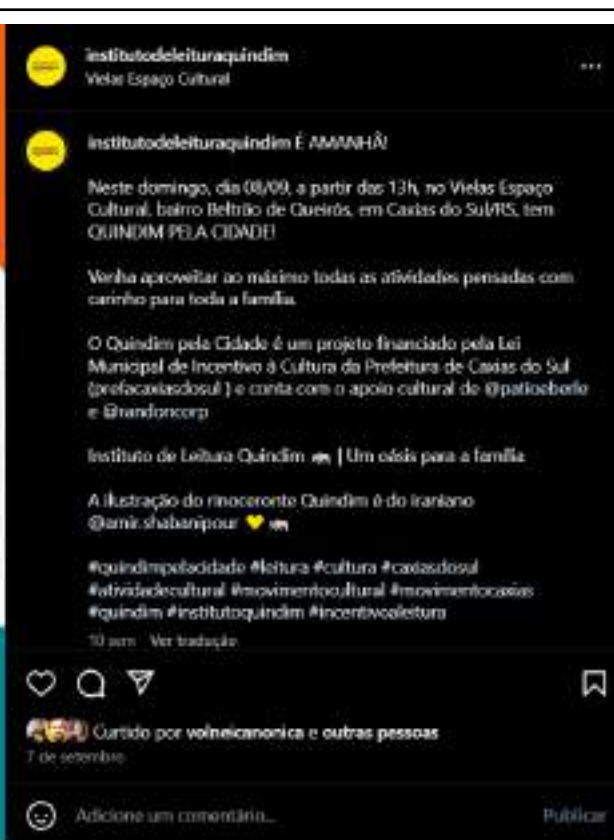 institutodeleituraquindim
Vielas Espaço Cultural
institutodeleituraquindim É AMANHÃ!
Neste domingo, dia 08/09, a partir das 13h, no Vielas Espaço
Cultural, bairro Beltrão de Queirós, em Caxias do Sul/RS, tem
QUINDIM PELA CIDADE!
Venha aproveitar ao máximo todas as atividades pensadas com
carinho para toda a família.
O Quindim pela Cidade é um projeto financiado pela Lei
Municipal de Incentivo à Cultura da Prefeitura de Caxias do Sul
(prefacaxiasdosul ) e conta com o apoio cultural de @patioeberle
e @randoncorp
Instituto de Leitura Quindim 🦏 | Um oásis para a família
A ilustração do rinoceronte Quindim é do iraniano
@amir.shabanipour 💛 🦏
#quindimpelacidade #leitura #cultura #caxiasdosul
#atividadecultural #movimentocultural #movimentocaxias
#quindim #institutoquindim #incentivoaleitura
10 sem Ver tradução
Curtido por volneicanonica e outras pessoas
7 de setembro
Adicione um comentário...
Publicar